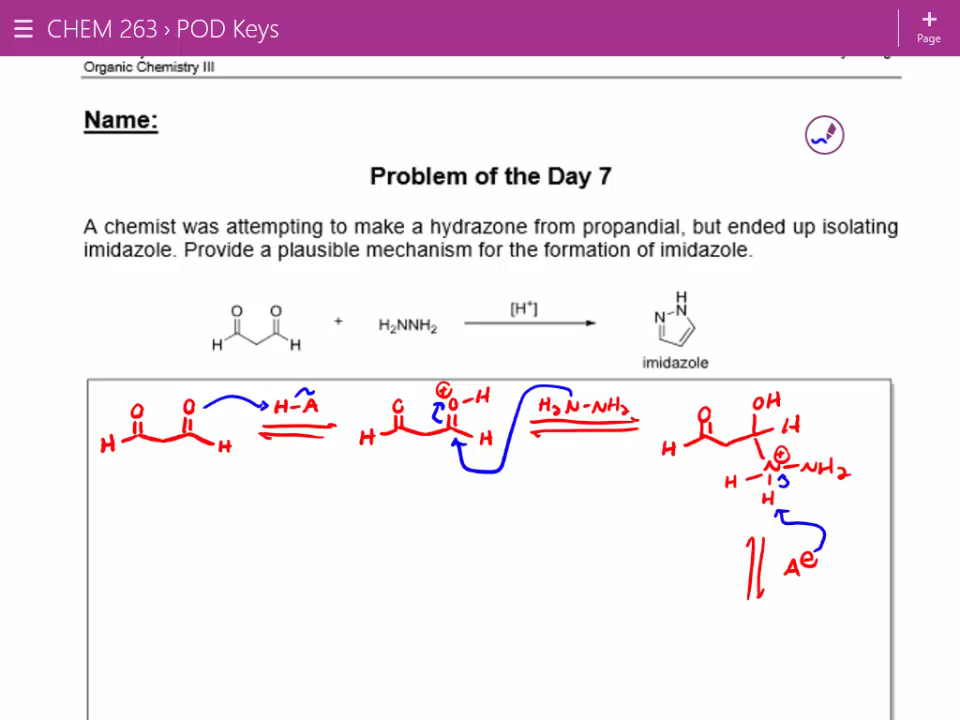 ☰ CHEM 263 › POD Keys
+
Page
Organic Chemistry III
Name:
Problem of the Day 7
A chemist was attempting to make a hydrazone from propandial, but ended up isolating
imidazole. Provide a plausible mechanism for the formation of imidazole.
O O H H + H₂NNH₂ [H⁺] H N N
imidazole
O O H H H-A O ⊕ O-H H H H₂N-NH₂ O OH H H
H N ⊕ NH₂ H
A⊖